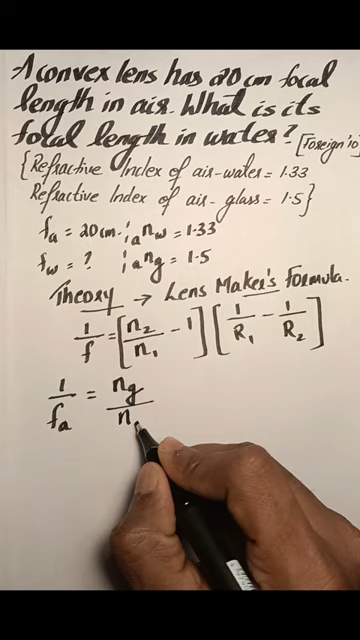 A convex lens has 20 cm focal
length in air. What is its
focal length in water? [Foreign'10]
{Refractive Index of air-water = 1.33
Refractive Index of air-glass = 1.5}
fa = 20cm. ; anw = 1.33
fw = ? ; ang = 1.5
Theory → Lens Maker's Formula.
1/f = [n2/n1 - 1] [1/R1 - 1/R2]
1/fa = ng/n